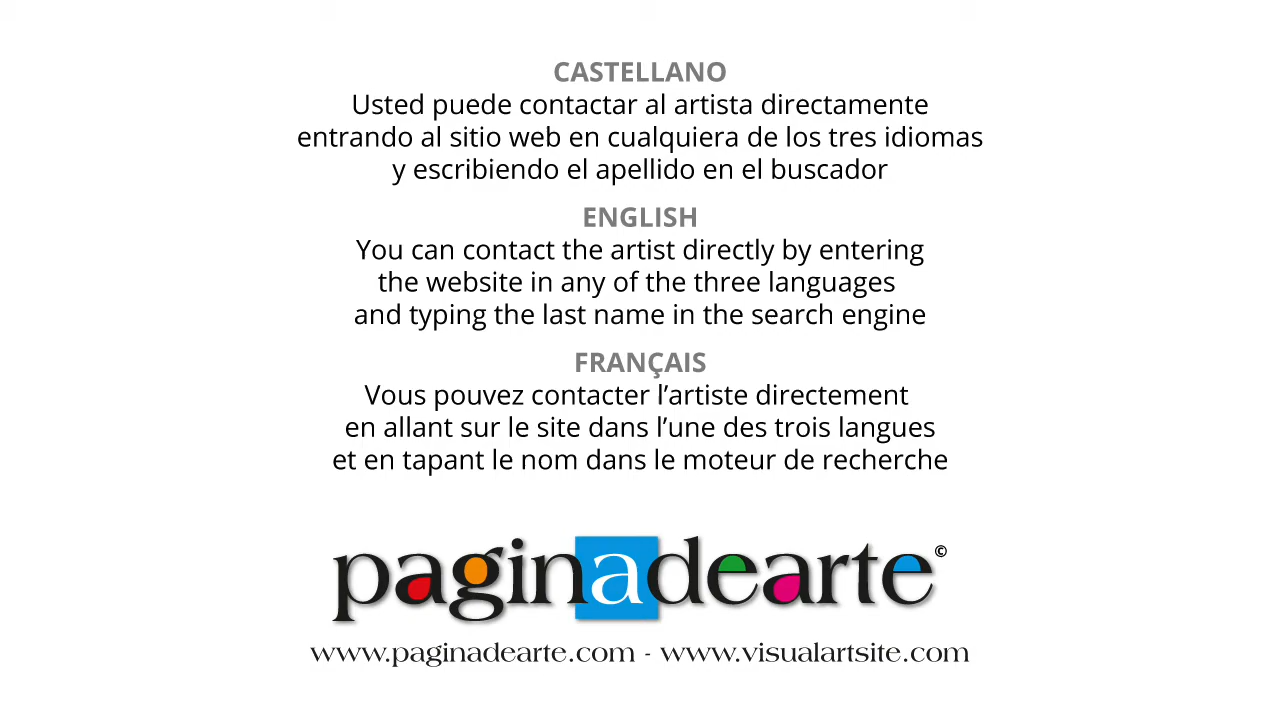 CASTELLANO
Usted puede contactar al artista directamente
entrando al sitio web en cualquiera de los tres idiomas
y escribiendo el apellido en el buscador
ENGLISH
You can contact the artist directly by entering
the website in any of the three languages
and typing the last name in the search engine
FRANÇAIS
Vous pouvez contacter l’artiste directement
en allant sur le site dans l’une des trois langues
et en tapant le nom dans le moteur de recherche
paginadearte©
www.paginadearte.com - www.visualartsite.com